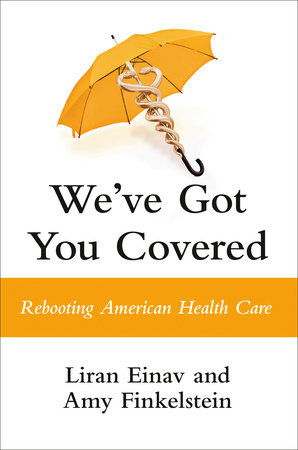 We've Got
You Covered
Rebooting American Health Care
Liran Einav and
Amy Finkelstein